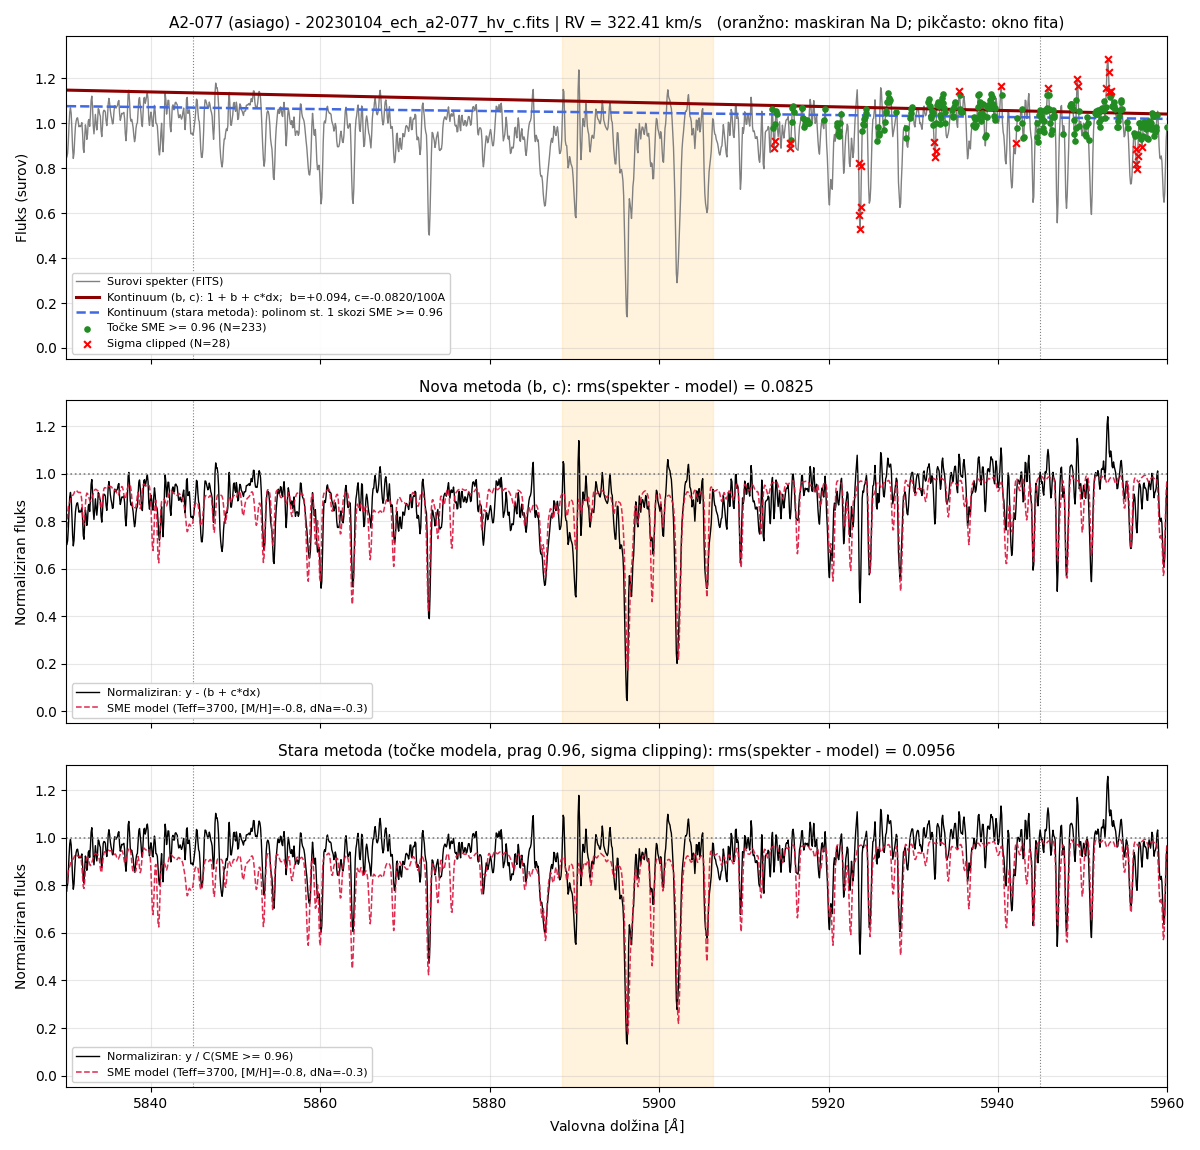 A2-077 (asiago) - 20230104_ech_a2-077_hv_c.fits | RV = 322.41 km/s   (oranžno: maskiran Na D; pikčasto: okno fita)
Fluks (surov)
1.2
1.0
0.8
0.6
0.4
0.2
0.0
Surovi spekter (FITS)
Kontinuum (b, c): 1 + b + c*dx;  b=+0.094, c=-0.0820/100A
Kontinuum (stara metoda): polinom st. 1 skozi SME >= 0.96
Točke SME >= 0.96 (N=233)
Sigma clipped (N=28)
Nova metoda (b, c): rms(spekter - model) = 0.0825
Normaliziran fluks
1.2
1.0
0.8
0.6
0.4
0.2
0.0
Normaliziran: y - (b + c*dx)
SME model (Teff=3700, [M/H]=-0.8, dNa=-0.3)
Stara metoda (točke modela, prag 0.96, sigma clipping): rms(spekter - model) = 0.0956
Normaliziran fluks
1.2
1.0
0.8
0.6
0.4
0.2
0.0
Normaliziran: y / C(SME >= 0.96)
SME model (Teff=3700, [M/H]=-0.8, dNa=-0.3)
5840 5860 5880 5900 5920 5940 5960
Valovna dolžina [Å]